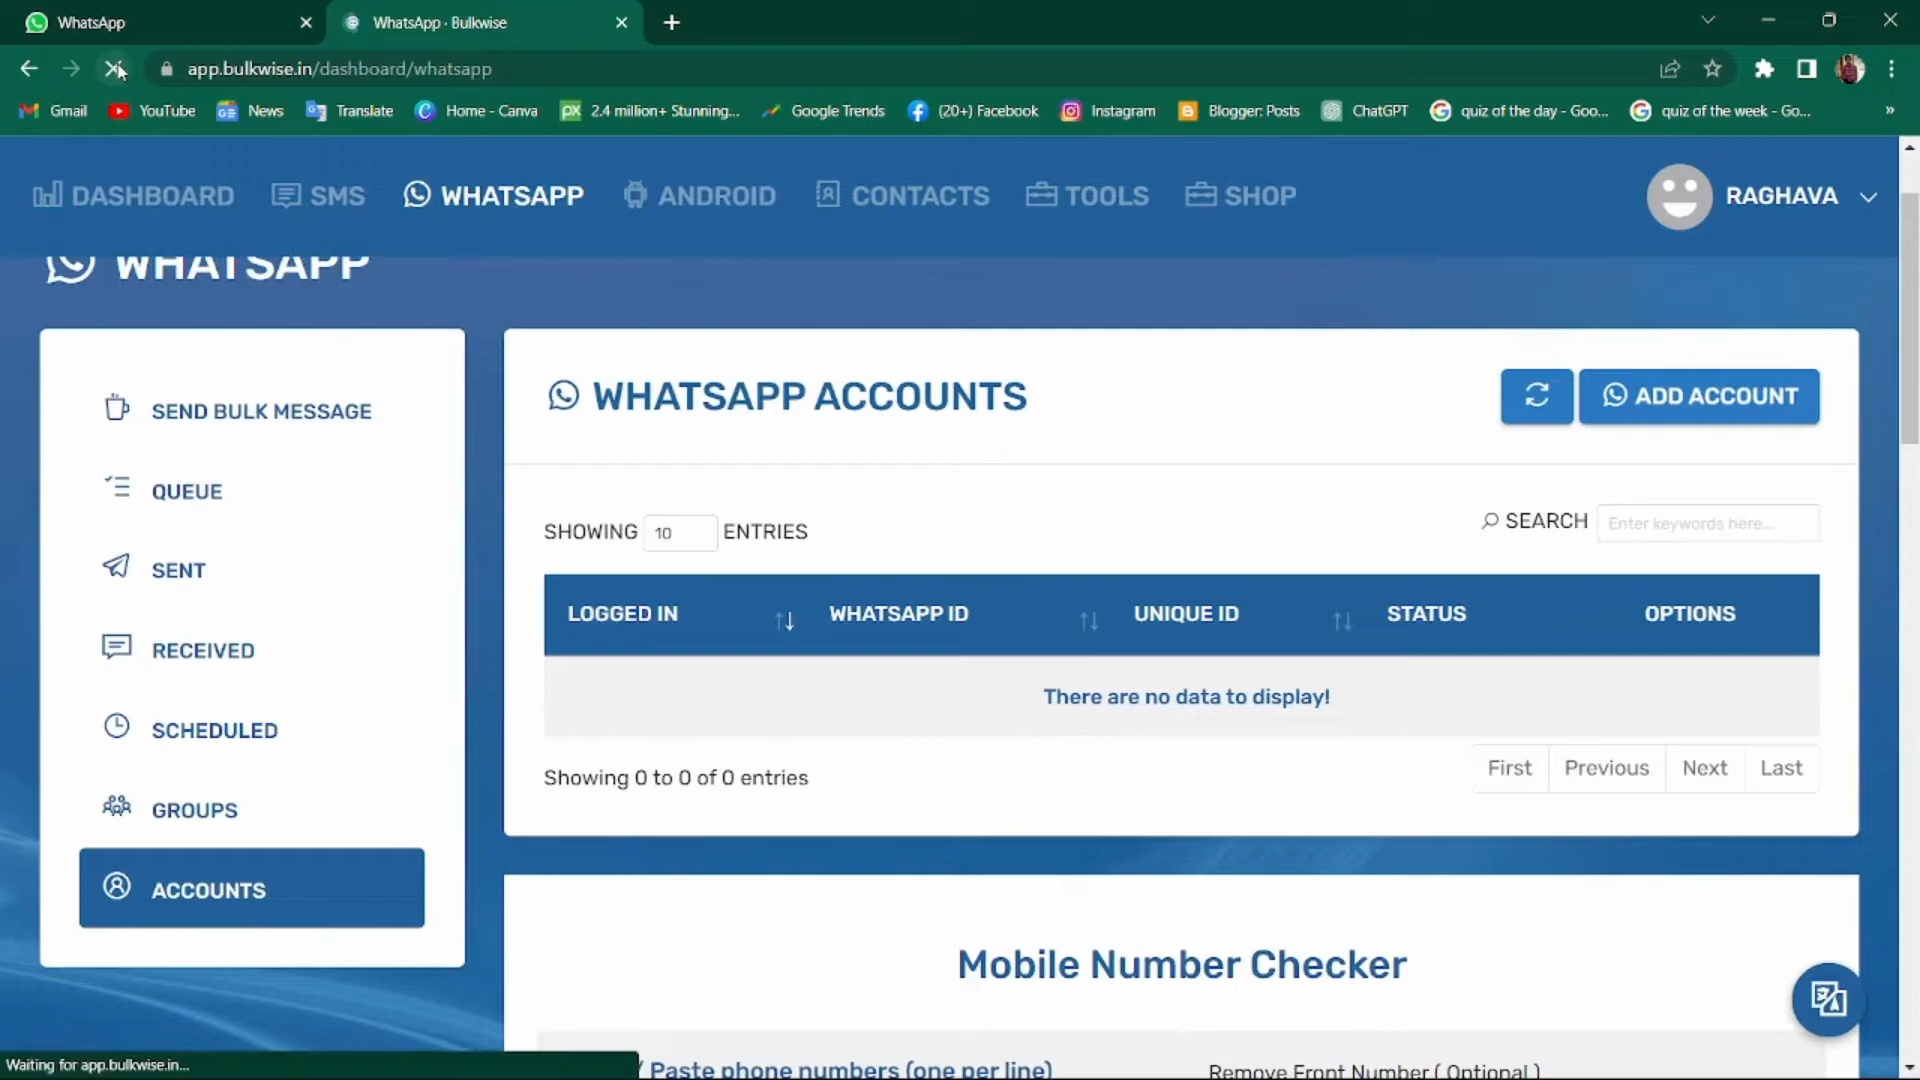 WhatsApp
WhatsApp · Bulkwise
app.bulkwise.in/dashboard/whatsapp
Gmail
YouTube
News
Translate
Home - Canva
2.4 million+ Stunning...
Google Trends
(20+) Facebook
Instagram
Blogger: Posts
ChatGPT
quiz of the day - Goo...
quiz of the week - Go...
»
DASHBOARD
SMS
WHATSAPP
ANDROID
CONTACTS
TOOLS
SHOP
RAGHAVA
WHATSAPP
SEND BULK MESSAGE
QUEUE
SENT
RECEIVED
SCHEDULED
GROUPS
ACCOUNTS
WHATSAPP ACCOUNTS
ADD ACCOUNT
SHOWING 10 ENTRIES
SEARCH Enter keywords here...
LOGGED IN WHATSAPP ID UNIQUE ID STATUS OPTIONS
There are no data to display!
Showing 0 to 0 of 0 entries
First Previous Next Last
Mobile Number Checker
/ Paste phone numbers (one per line)
Remove Front Number ( Optional )
Waiting for app.bulkwise.in...